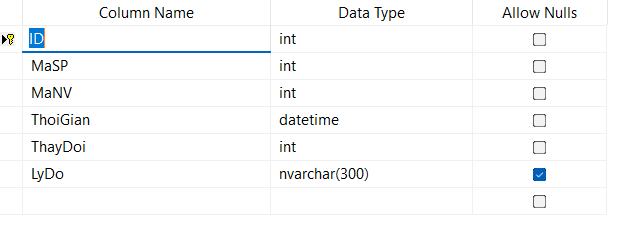 Column Name Data Type Allow Nulls
ID int
MaSP int
MaNV int
ThoiGian datetime
ThayDoi int
LyDo nvarchar(300)